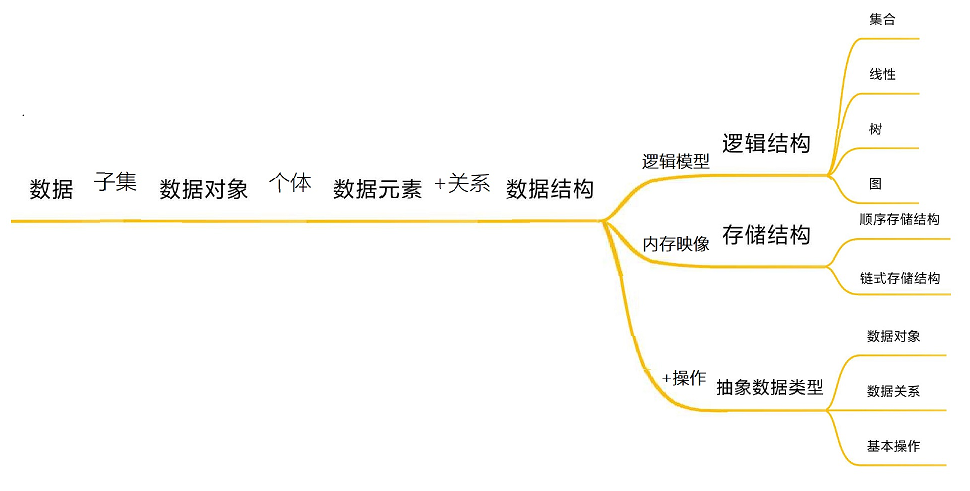 数据
子集
数据对象
个体
数据元素
+关系
数据结构
逻辑模型
逻辑结构
集合
线性
树
图
内存映像
存储结构
顺序存储结构
链式存储结构
+操作
抽象数据类型
数据对象
数据关系
基本操作